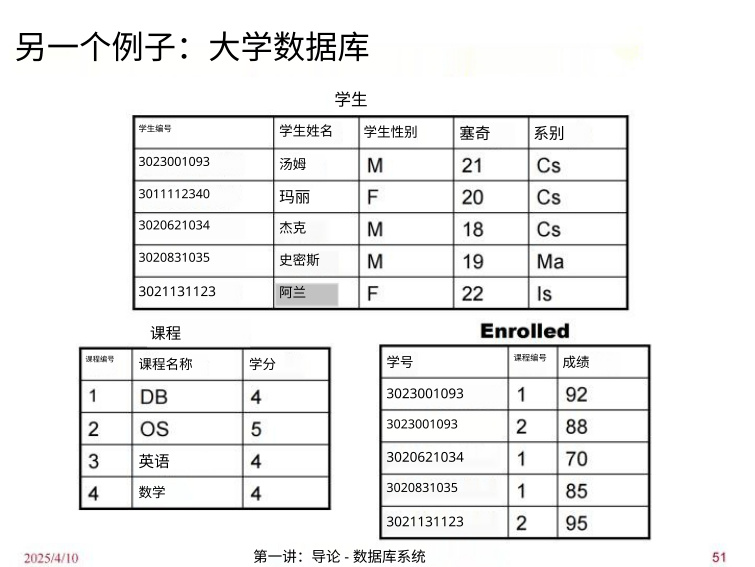 另一个例子：大学数据库
学生
学生编号 学生姓名 学生性别 塞奇 系别
3023001093 汤姆 M 21 Cs
3011112340 玛丽 F 20 Cs
3020621034 杰克 M 18 Cs
3020831035 史密斯 M 19 Ma
3021131123 阿兰 F 22 Is
课程
课程编号 课程名称 学分
1 DB 4
2 OS 5
3 英语 4
4 数学 4
Enrolled
学号 课程编号 成绩
3023001093 1 92
3023001093 2 88
3020621034 1 70
3020831035 1 85
3021131123 2 95
2025/4/10 第一讲：导论 - 数据库系统 51